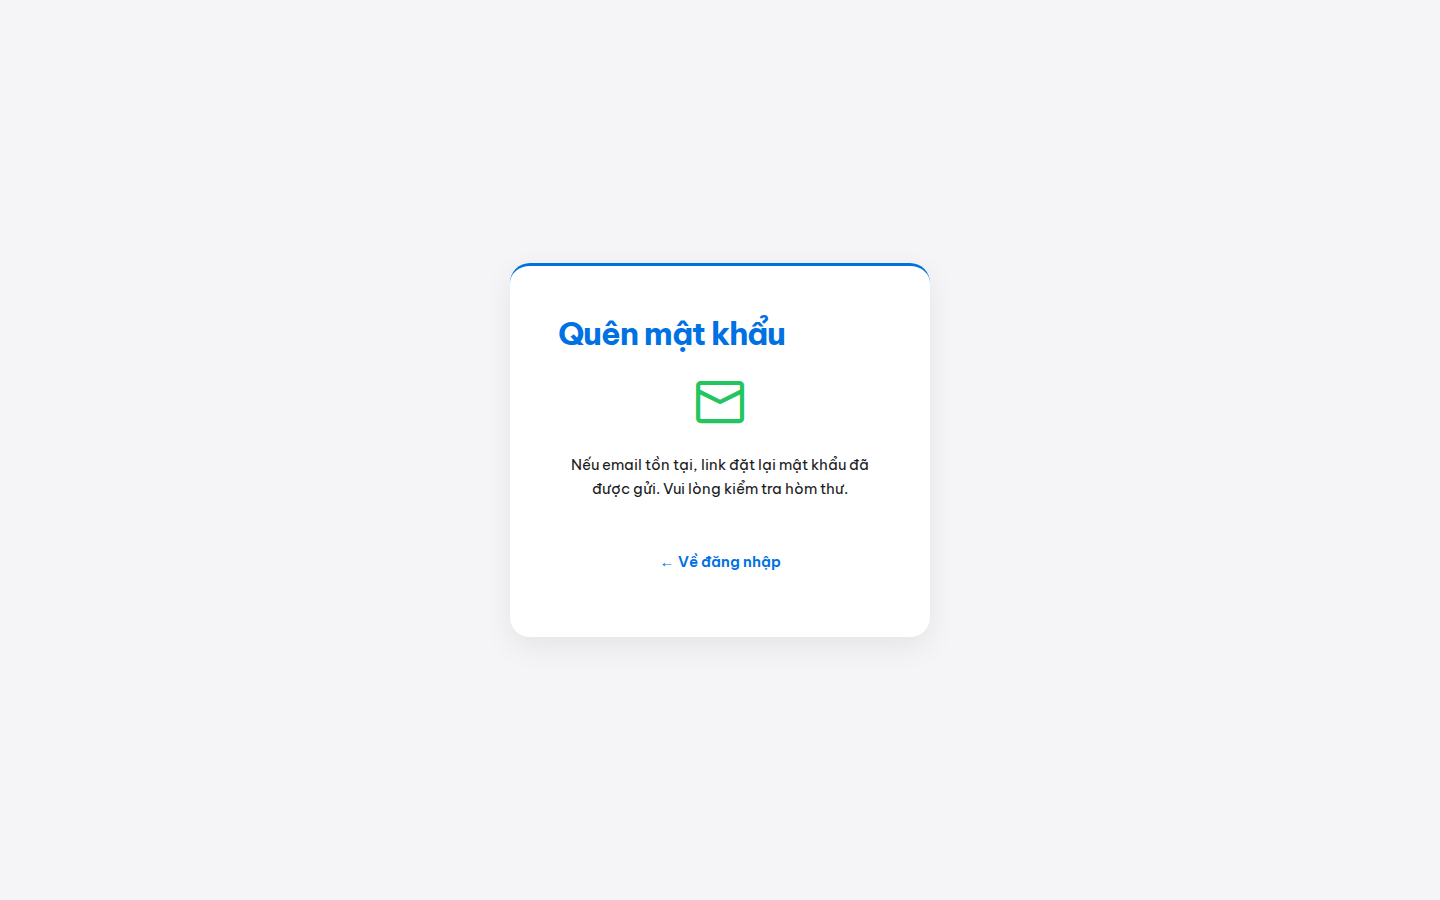 Quên mật khẩu
Nếu email tồn tại, link đặt lại mật khẩu đã
được gửi. Vui lòng kiểm tra hòm thư.
← Về đăng nhập